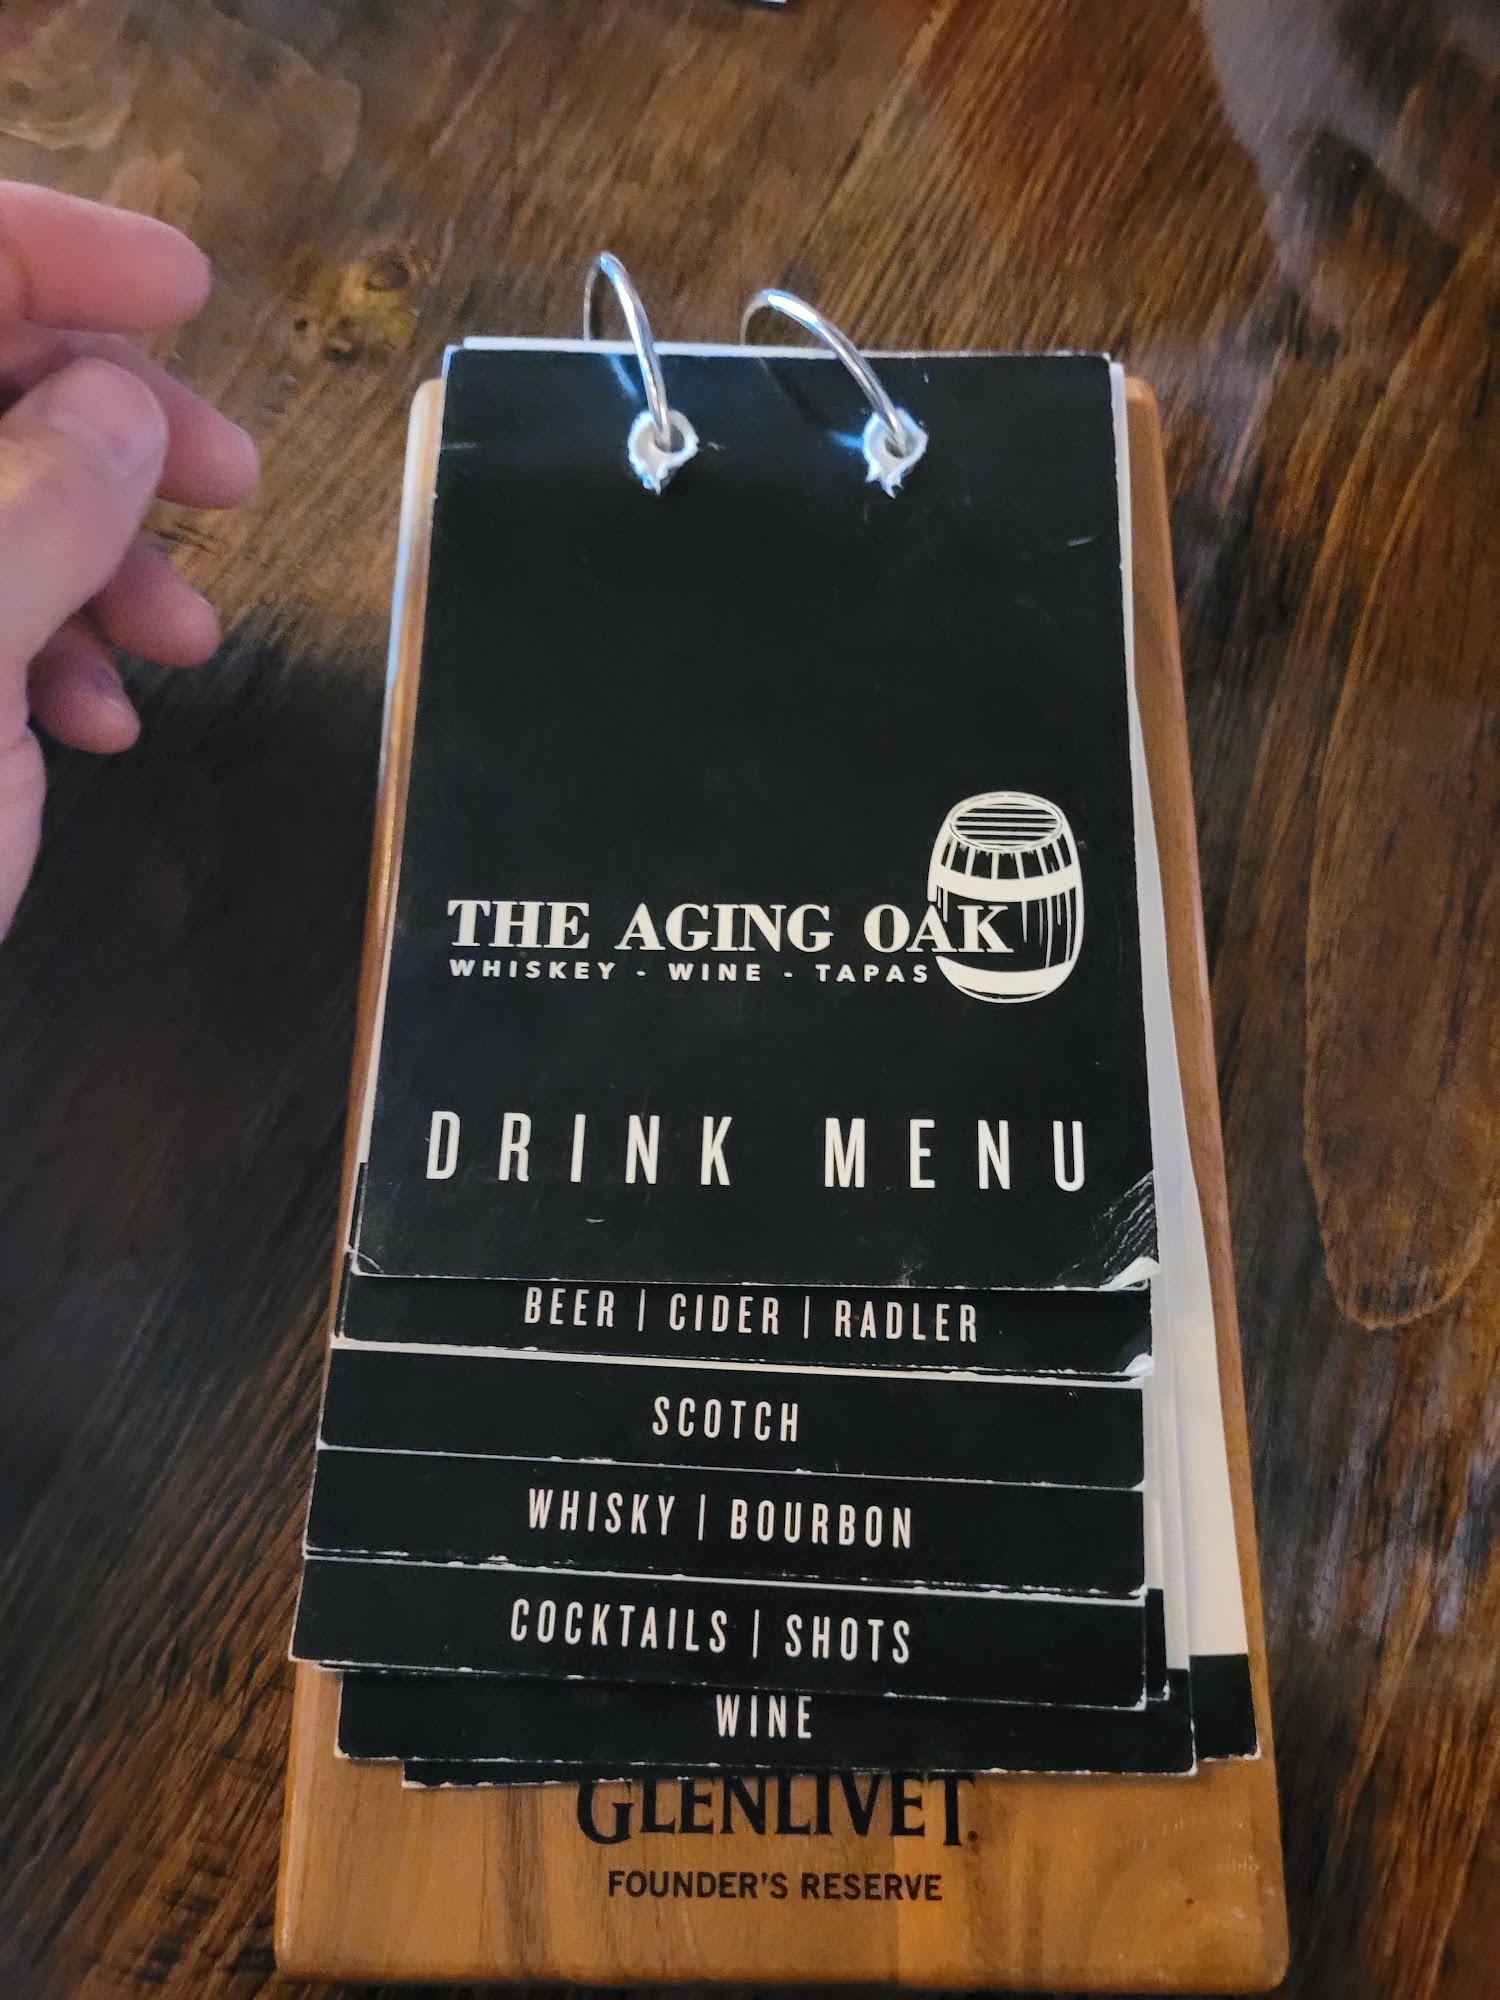 THE AGING OAK
WHISKEY - WINE - TAPAS
DRINK MENU
BEER | CIDER | RADLER
SCOTCH
WHISKY | BOURBON
COCKTAILS | SHOTS
WINE
GLENLIVET.
FOUNDER'S RESERVE